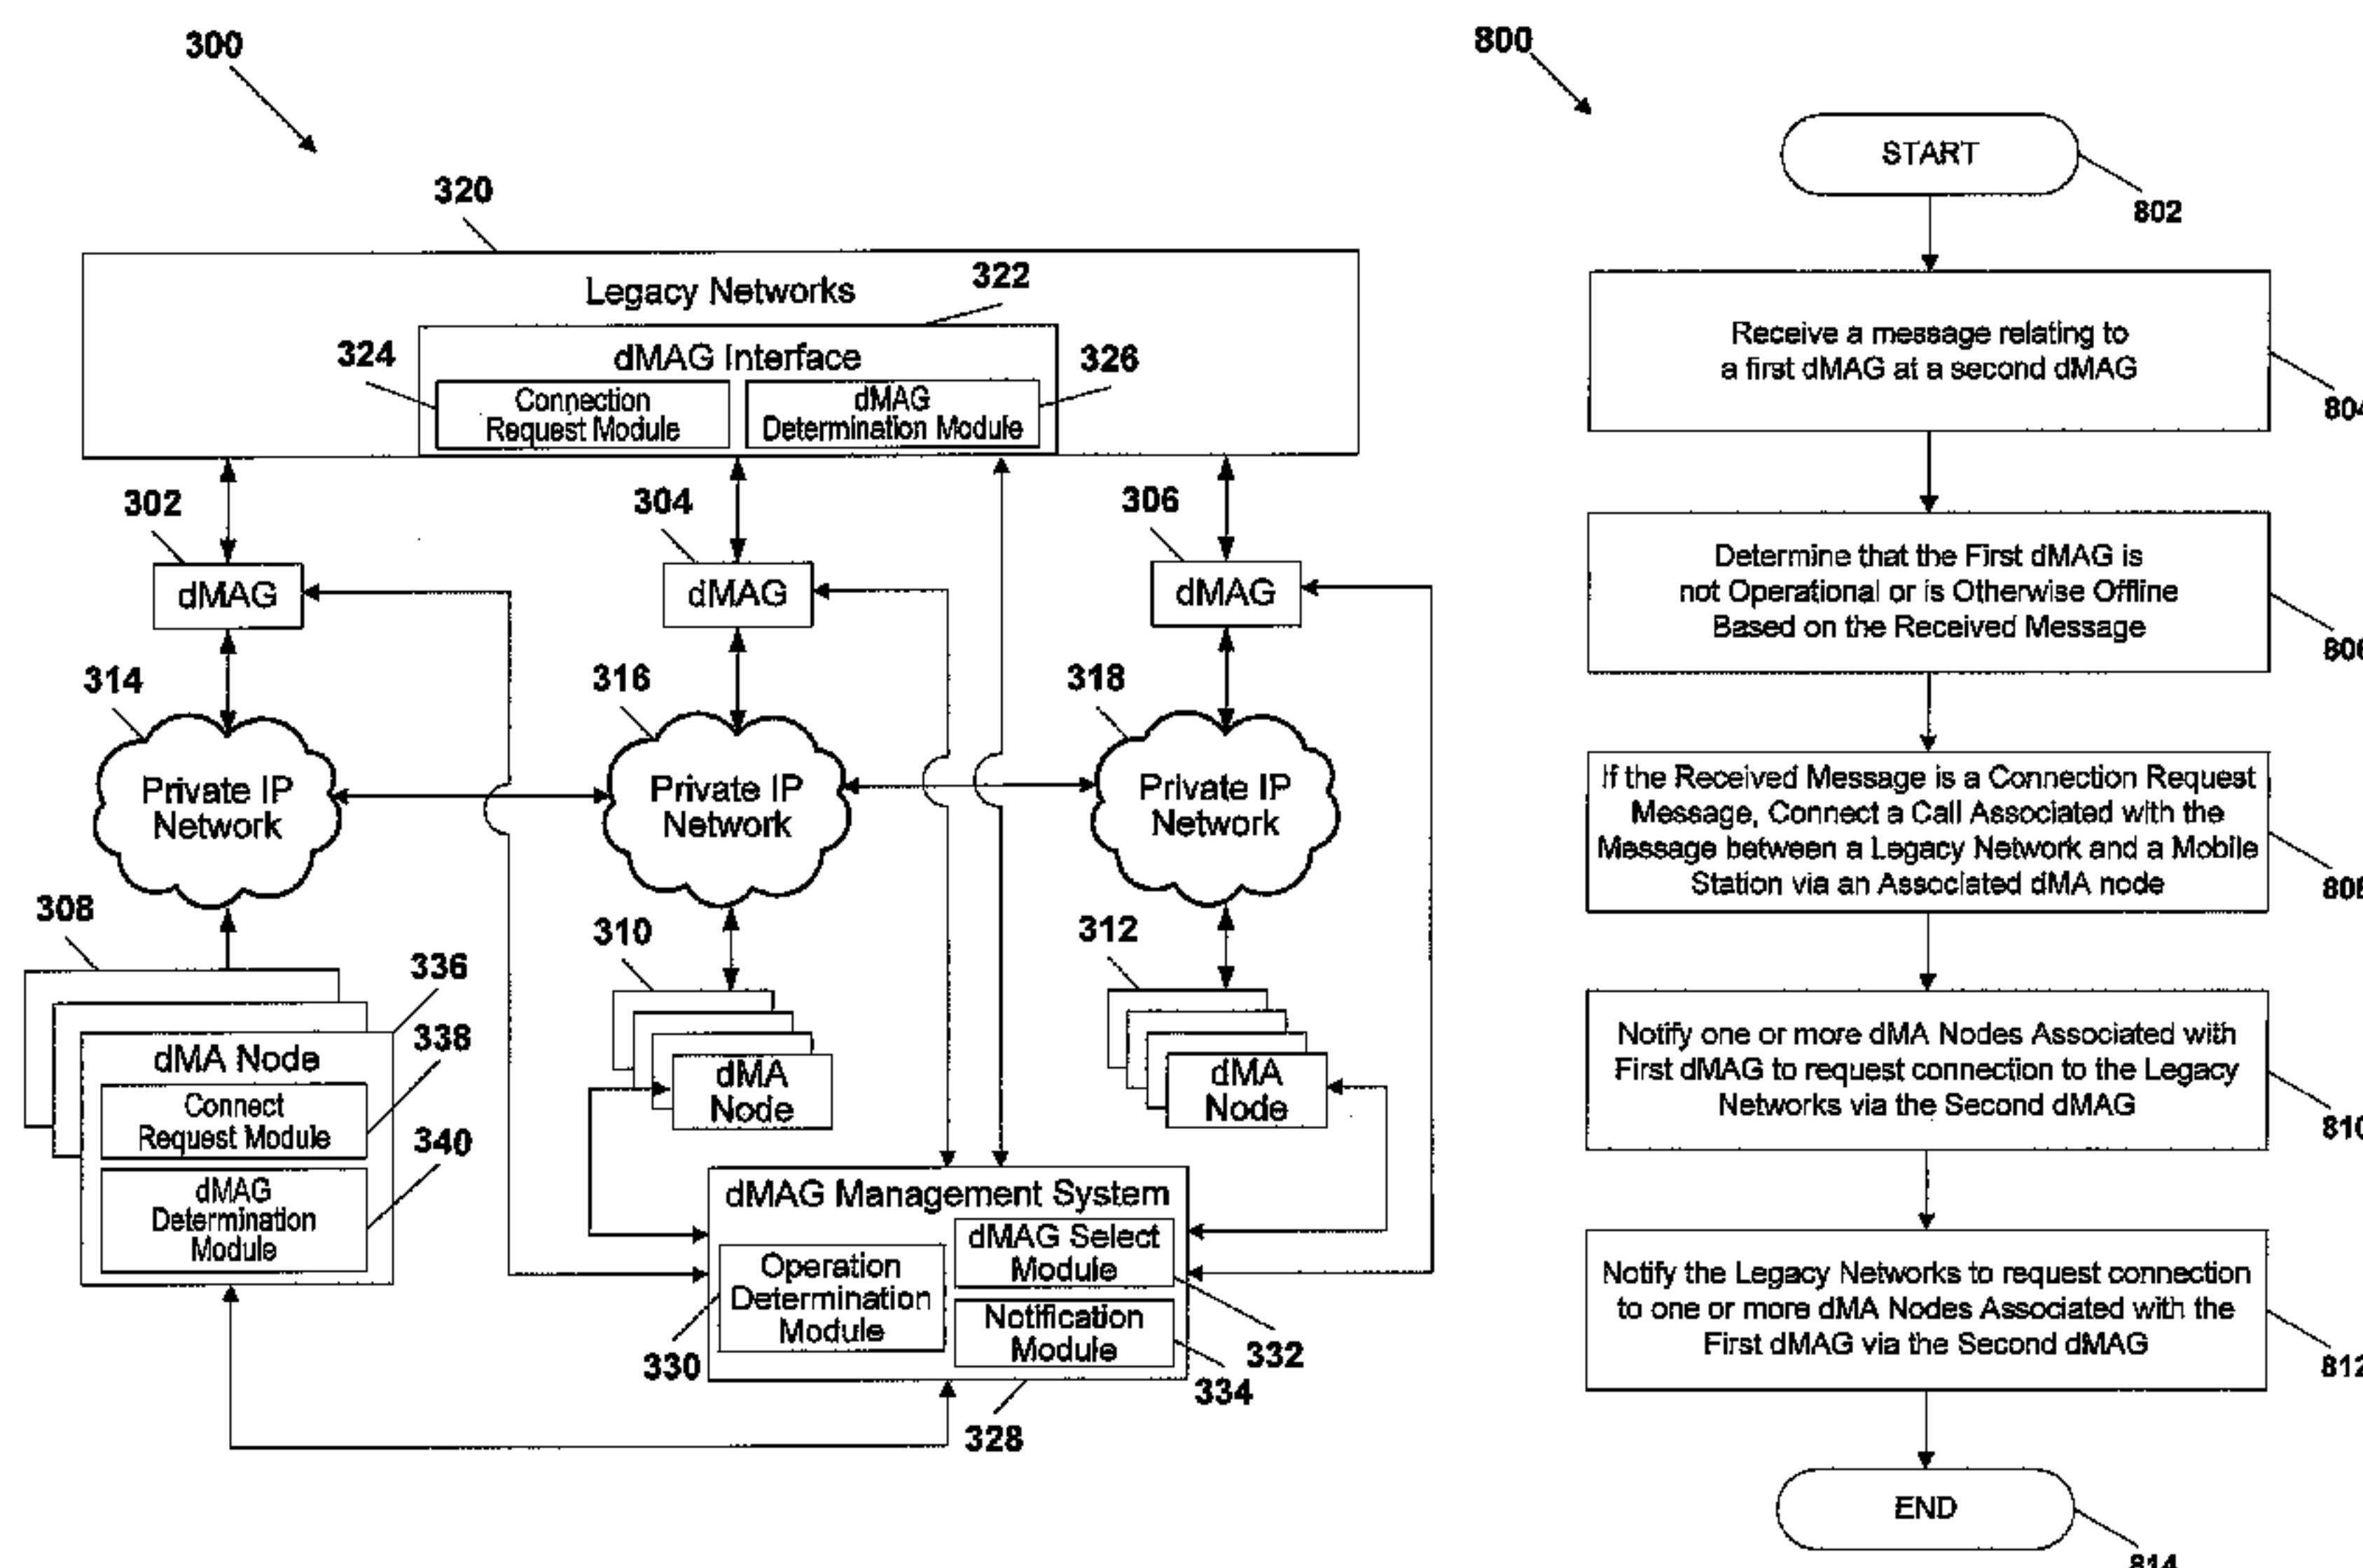 300
320
Legacy Networks
322
324
dMAG Interface
326
Connection
Request Module
dMAG
Determination Module
302
304
306
dMAG
dMAG
dMAG
314
316
318
Private IP
Network
Private IP
Network
Private IP
Network
308
310
312
336
dMA Node
338
Connect
Request Module
340
dMAG
Determination
Module
dMA
Node
dMA
Node
dMAG Management System
dMAG Select
Module
Operation
Determination
Module
Notification
Module
330
332
334
328
800
START
802
Receive a message relating to
a first dMAG at a second dMAG
804
Determine that the First dMAG is
not Operational or is Otherwise Offline
Based on the Received Message
806
If the Received Message is a Connection Request
Message, Connect a Call Associated with the
Message between a Legacy Network and a Mobile
Station via an Associated dMA node
808
Notify one or more dMA Nodes Associated with
First dMAG to request connection to the Legacy
Networks via the Second dMAG
810
Notify the Legacy Networks to request connection
to one or more dMA Nodes Associated with the
First dMAG via the Second dMAG
812
END
814